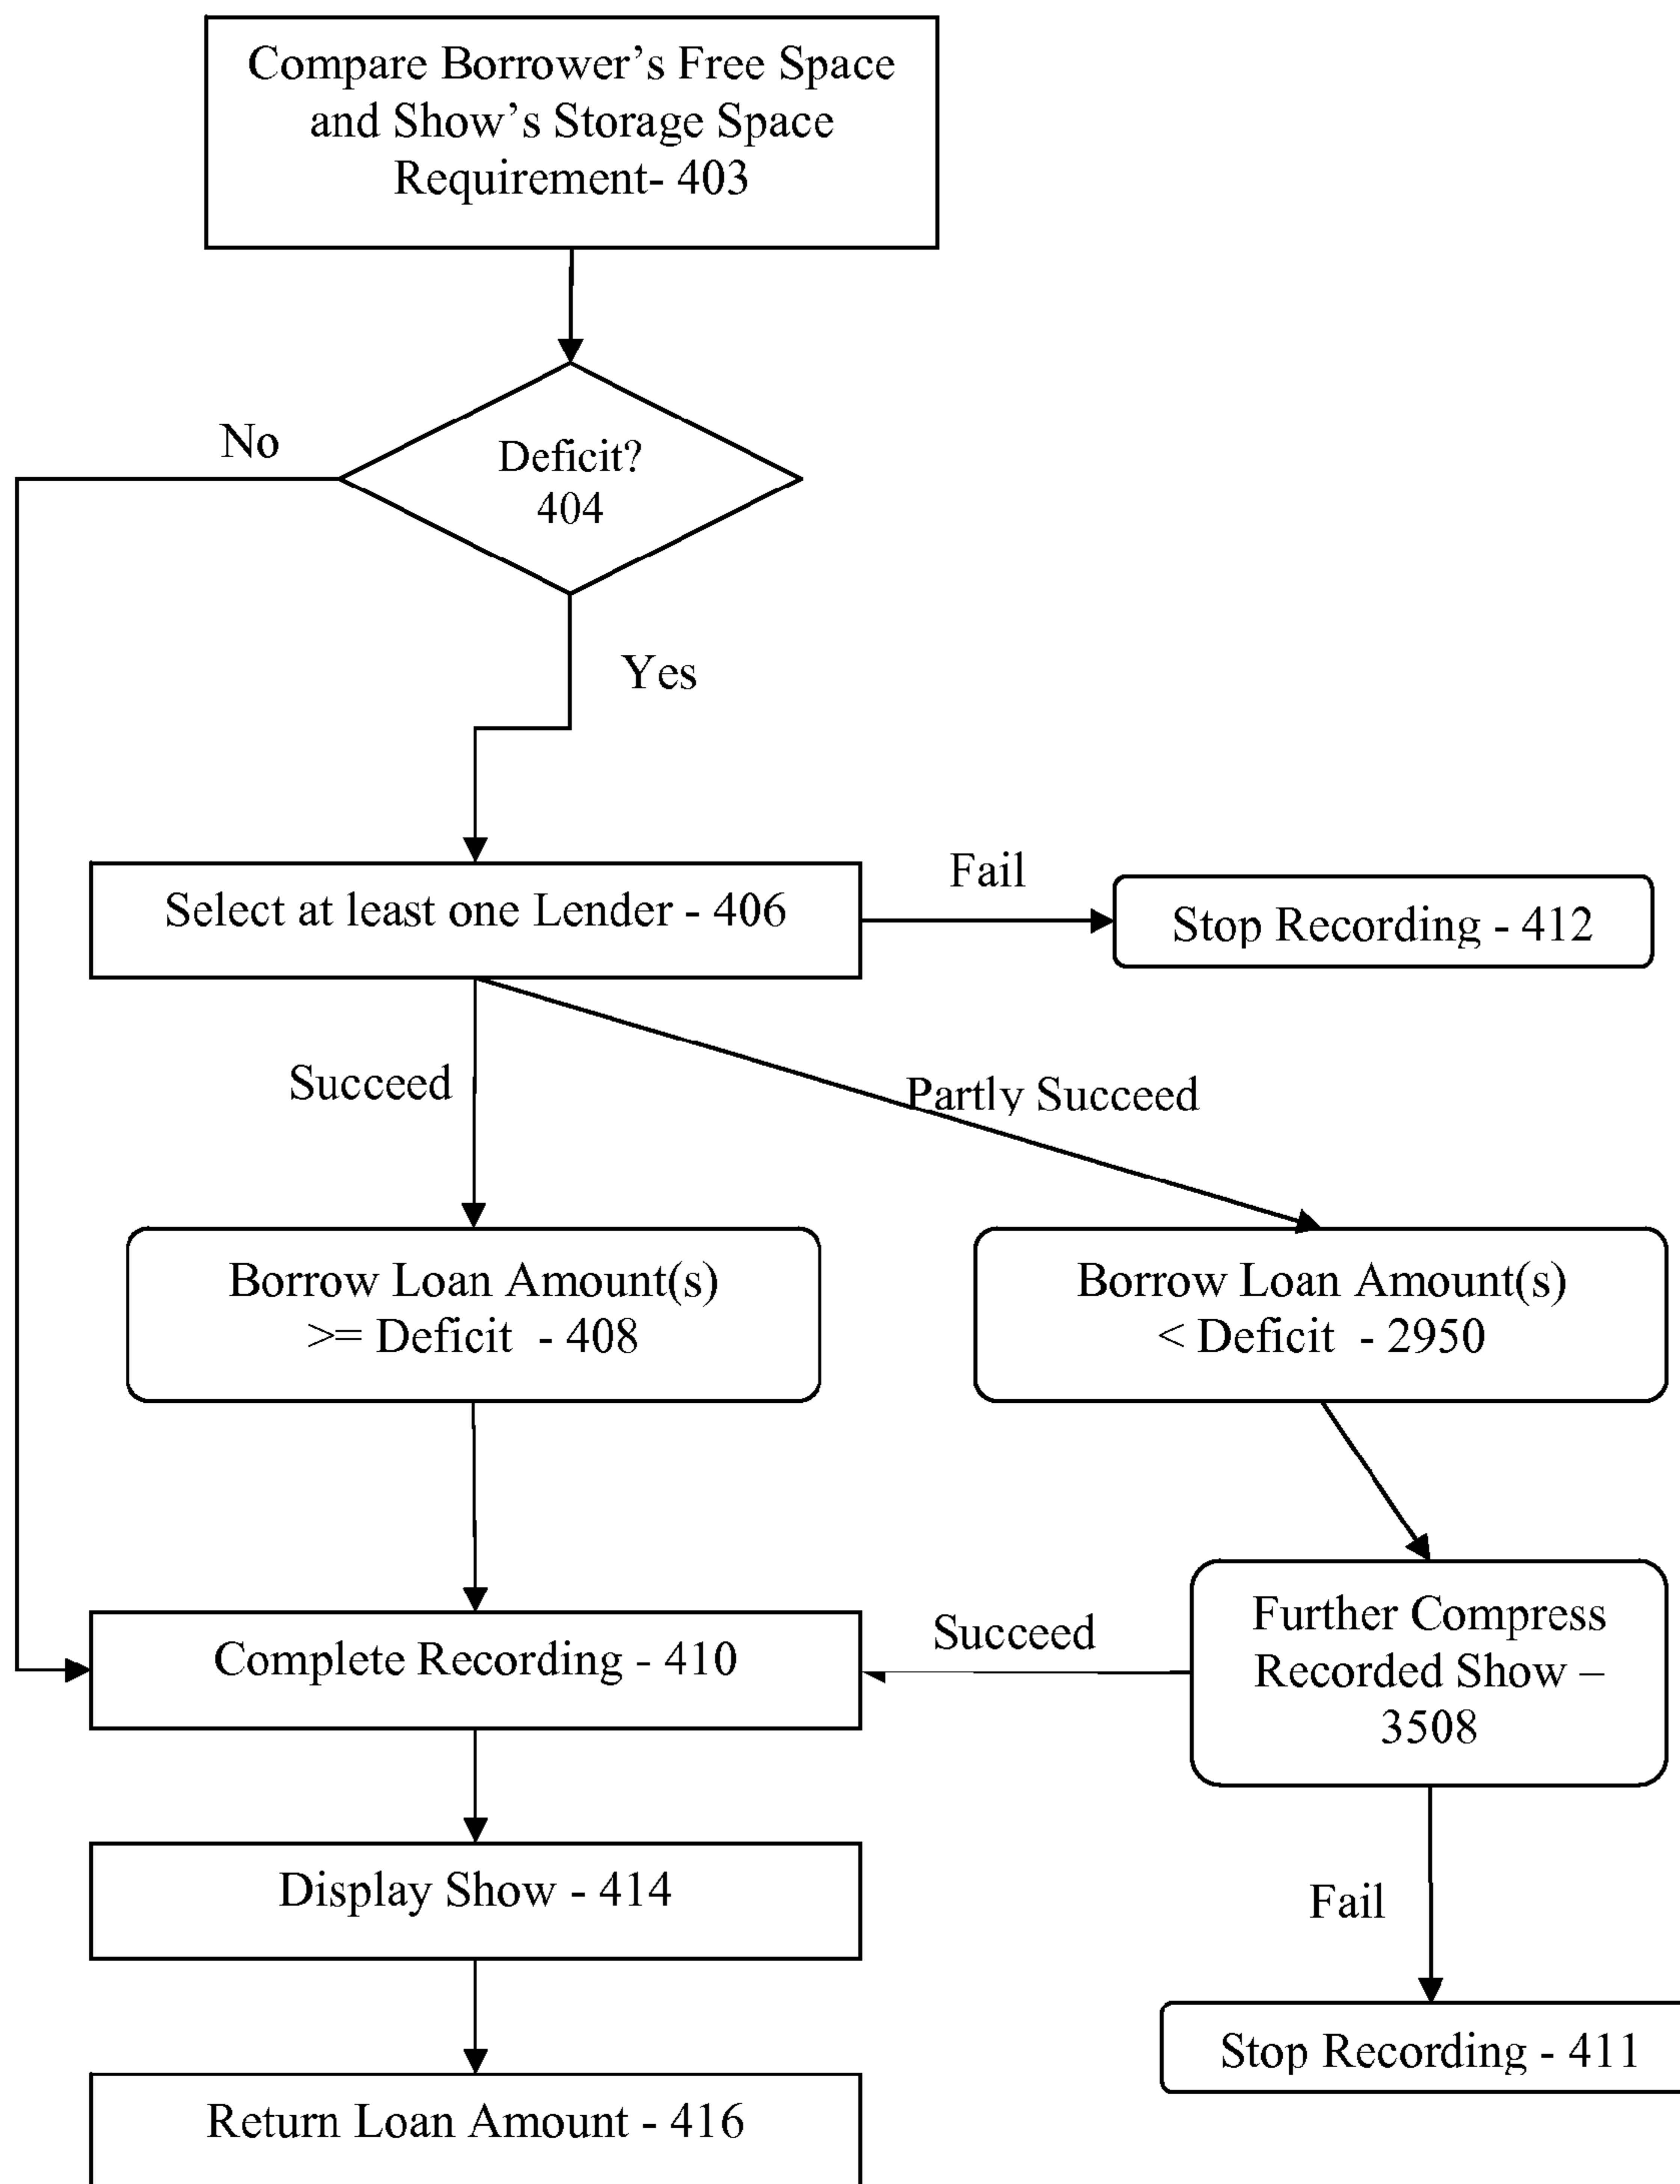 Compare Borrower’s Free Space
and Show’s Storage Space
Requirement- 403
No
Deficit?
404
Yes
Select at least one Lender - 406
Fail
Stop Recording - 412
Succeed
Partly Succeed
Borrow Loan Amount(s)
>= Deficit - 408
Borrow Loan Amount(s)
< Deficit - 2950
Complete Recording - 410
Succeed
Further Compress
Recorded Show –
3508
Display Show - 414
Fail
Stop Recording - 411
Return Loan Amount - 416